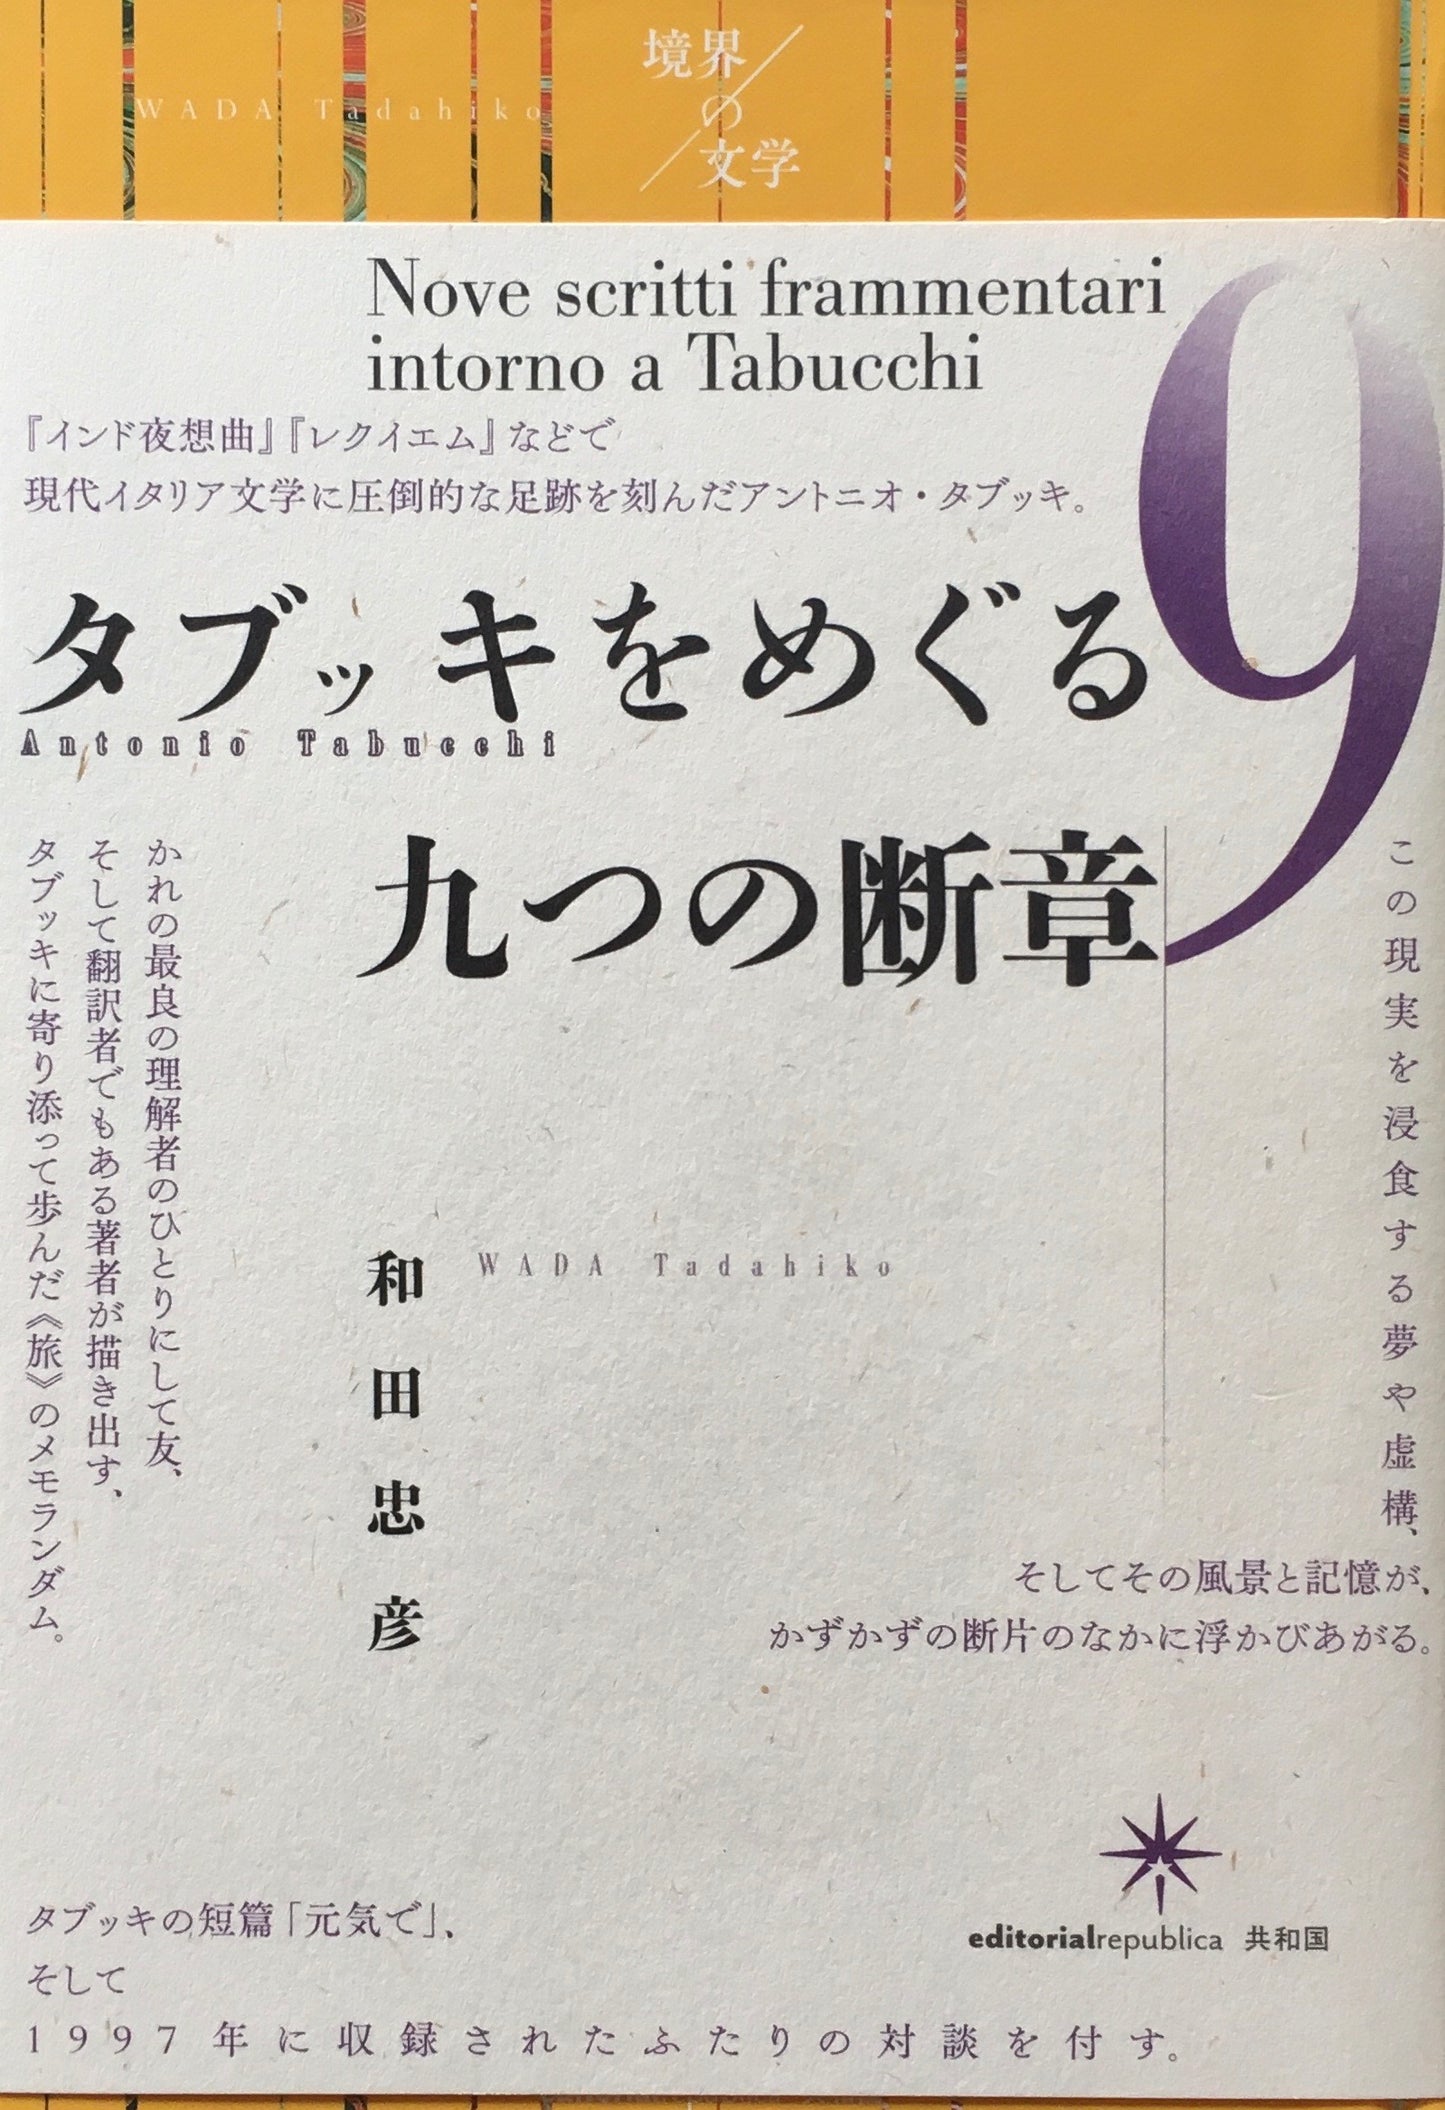 境界
の
文学
WADA Tadahiko
Nove scritti frammentari
intorno a Tabucchi
9
『インド夜想曲』『レクイエム』などで
現代イタリア文学に圧倒的な足跡を刻んだアントニオ・タブッキ。
タブッキをめぐる
Antonio Tabucchi
九つの断章
この現実を浸食する夢や虚構、
そしてその風景と記憶が、
かずかずの断片のなかに浮かびあがる。
和田忠彦
WADA Tadahiko
かれの最良の理解者のひとりにして友、
そして翻訳者でもある著者が描き出す、
タブッキに寄り添って歩んだ《旅》のメモランダム。
editorialrepublica 共和国
タブッキの短篇「元気で」、
そして
1997年に収録されたふたりの対談を付す。